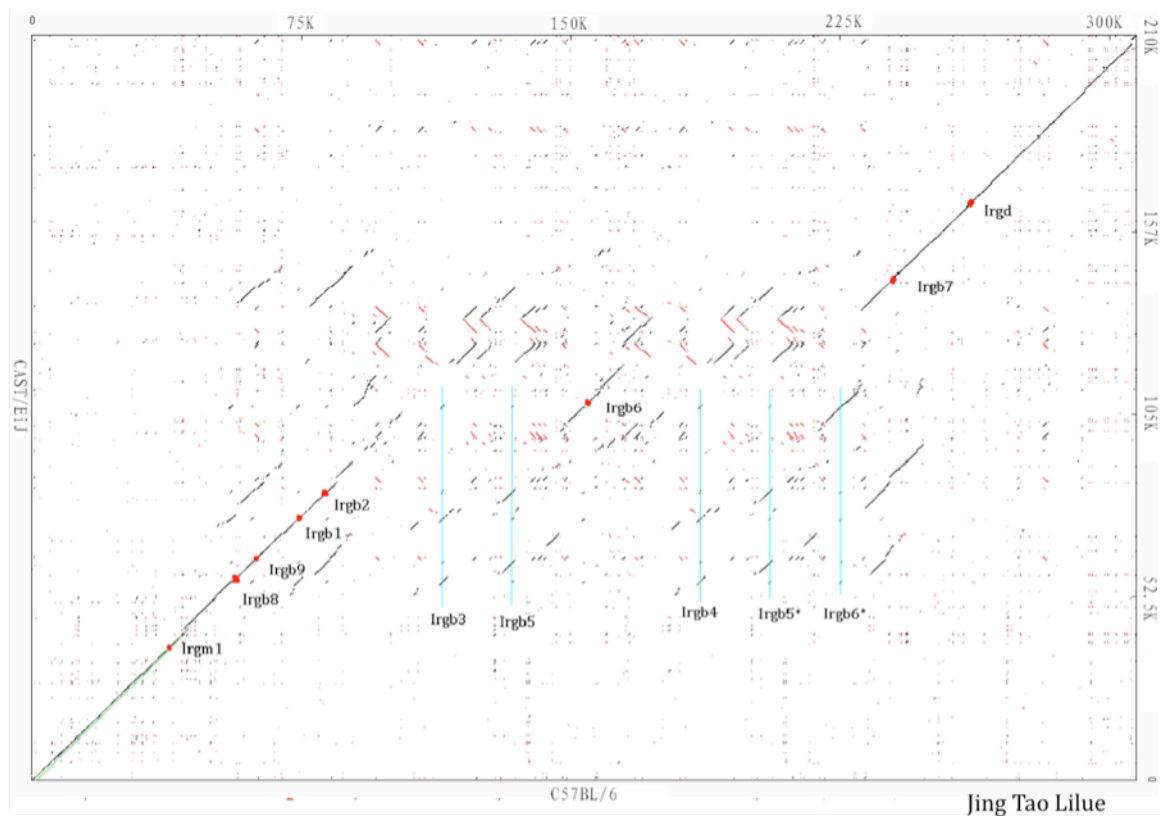 0 75K 150K 225K 300K
210K
Irgd
157K
Irgb7
CAST/EiJ
Irgb6
105K
Irgb2
Irgb1
Irgb9
Irgb8
Irgb3 Irgb5 Irgb4 Irgb5* Irgb6*
52.5K
Irgm1
0
C57BL/6
Jing Tao Lilue